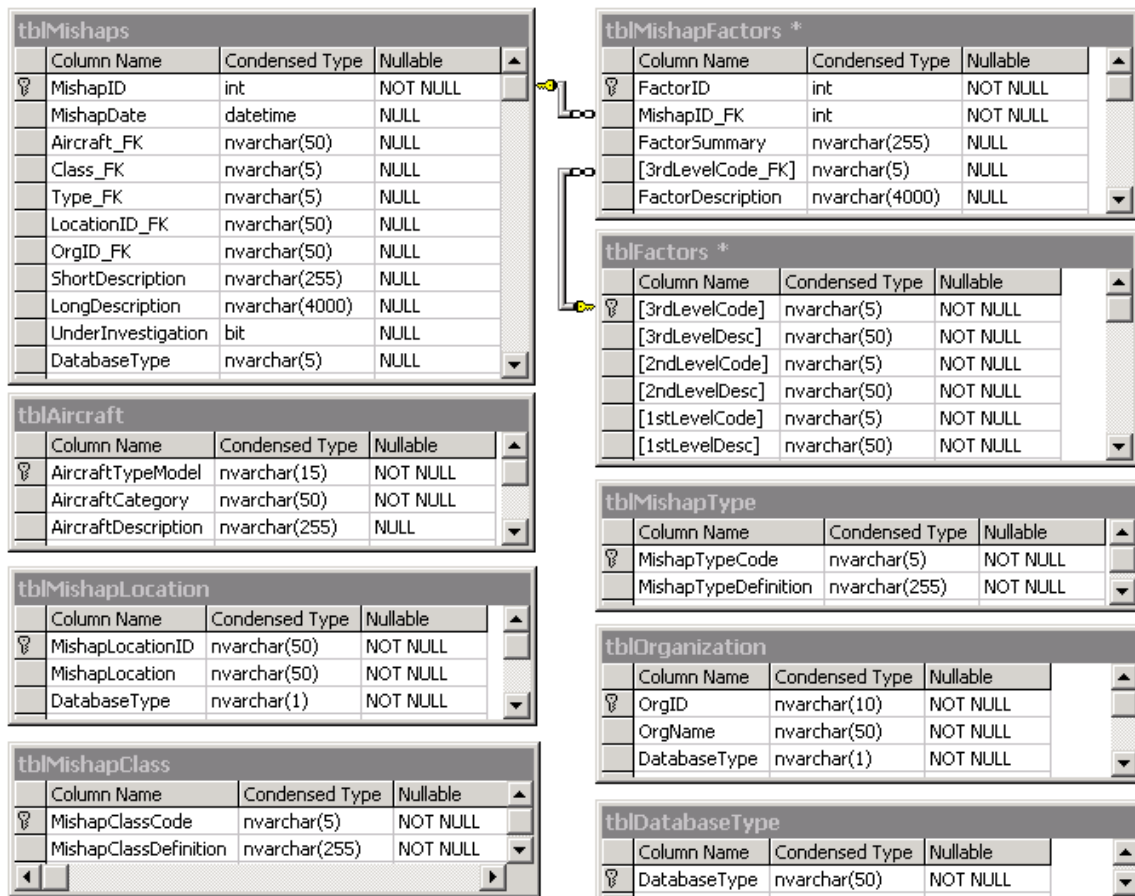 tblMishaps
Column Name Condensed Type Nullable
MishapID int NOT NULL
MishapDate datetime NULL
Aircraft_FK nvarchar(50) NULL
Class_FK nvarchar(5) NULL
Type_FK nvarchar(5) NULL
LocationID_FK nvarchar(50) NULL
OrgID_FK nvarchar(50) NULL
ShortDescription nvarchar(255) NULL
LongDescription nvarchar(4000) NULL
UnderInvestigation bit NULL
DatabaseType nvarchar(5) NULL
tblAircraft
Column Name Condensed Type Nullable
AircraftTypeModel nvarchar(15) NOT NULL
AircraftCategory nvarchar(50) NOT NULL
AircraftDescription nvarchar(255) NULL
tblMishapLocation
Column Name Condensed Type Nullable
MishapLocationID nvarchar(50) NOT NULL
MishapLocation nvarchar(50) NOT NULL
DatabaseType nvarchar(1) NOT NULL
tblMishapClass
Column Name Condensed Type Nullable
MishapClassCode nvarchar(5) NOT NULL
MishapClassDefinition nvarchar(255) NOT NULL
tblMishapFactors *
Column Name Condensed Type Nullable
FactorID int NOT NULL
MishapID_FK int NOT NULL
FactorSummary nvarchar(255) NULL
[3rdLevelCode_FK] nvarchar(5) NULL
FactorDescription nvarchar(4000) NULL
tblFactors *
Column Name Condensed Type Nullable
[3rdLevelCode] nvarchar(5) NOT NULL
[3rdLevelDesc] nvarchar(50) NOT NULL
[2ndLevelCode] nvarchar(5) NOT NULL
[2ndLevelDesc] nvarchar(50) NOT NULL
[1stLevelCode] nvarchar(5) NOT NULL
[1stLevelDesc] nvarchar(50) NOT NULL
tblMishapType
Column Name Condensed Type Nullable
MishapTypeCode nvarchar(5) NOT NULL
MishapTypeDefinition nvarchar(255) NOT NULL
tblOrganization
Column Name Condensed Type Nullable
OrgID nvarchar(10) NOT NULL
OrgName nvarchar(50) NOT NULL
DatabaseType nvarchar(1) NOT NULL
tblDatabaseType
Column Name Condensed Type Nullable
DatabaseType nvarchar(50) NOT NULL